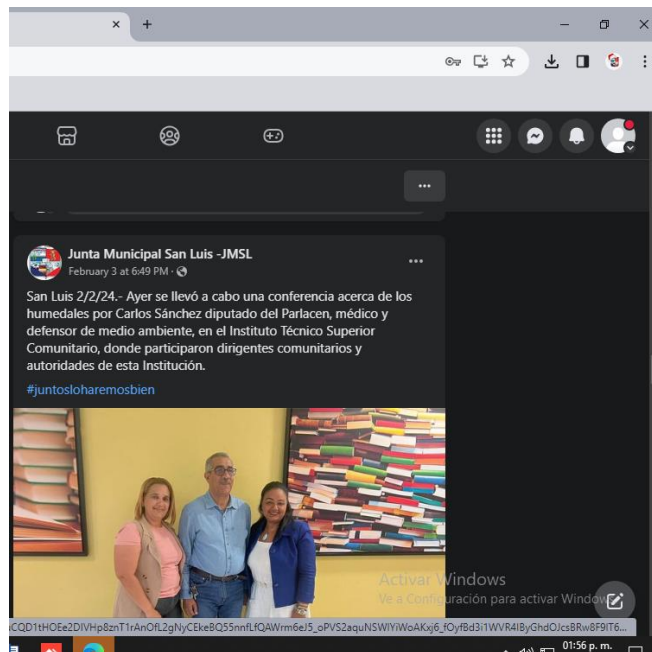 Junta Municipal San Luis -JMSL
February 3 at 6:49 PM ·
San Luis 2/2/24.- Ayer se llevó a cabo una conferencia acerca de los
humedales por Carlos Sánchez diputado del Parlacen, médico y
defensor de medio ambiente, en el Instituto Técnico Superior
Comunitario, donde participaron dirigentes comunitarios y
autoridades de esta Institución.
#juntosloharemosbien
Activar Windows
Ve a Configuración para activar Windows
01:56 p. m.